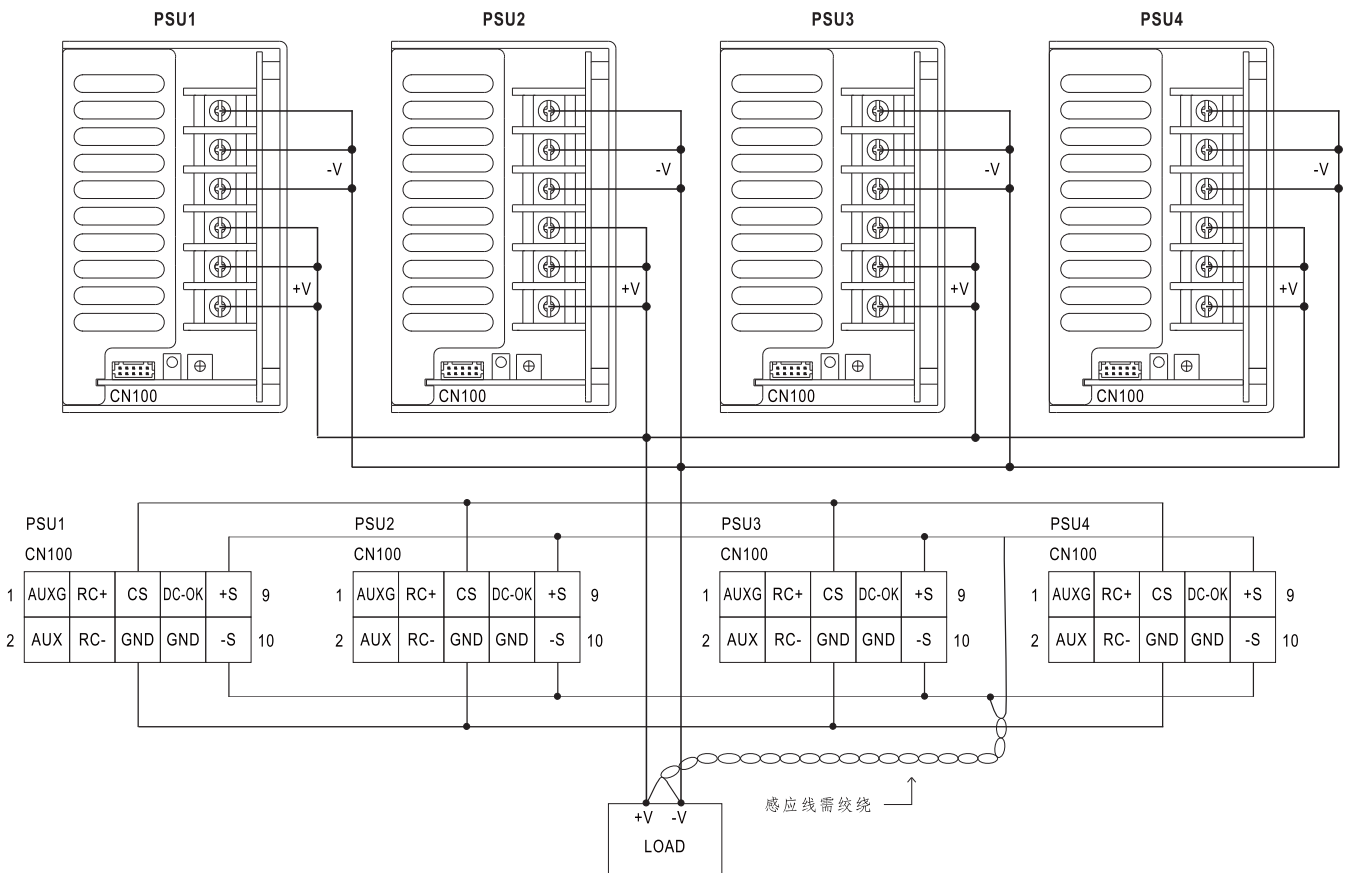 PSU1 PSU2 PSU3 PSU4
-V -V -V -V
+V +V +V +V
CN100 CN100 CN100 CN100
PSU1 PSU2 PSU3 PSU4
CN100 CN100 CN100 CN100
1 AUXG RC+ CS DC-OK +S 9 1 AUXG RC+ CS DC-OK +S 9 1 AUXG RC+ CS DC-OK +S 9 1 AUXG RC+ CS DC-OK +S 9
2 AUX RC- GND GND -S 10 2 AUX RC- GND GND -S 10 2 AUX RC- GND GND -S 10 2 AUX RC- GND GND -S 10
感应线需绞绕
+V -V
LOAD